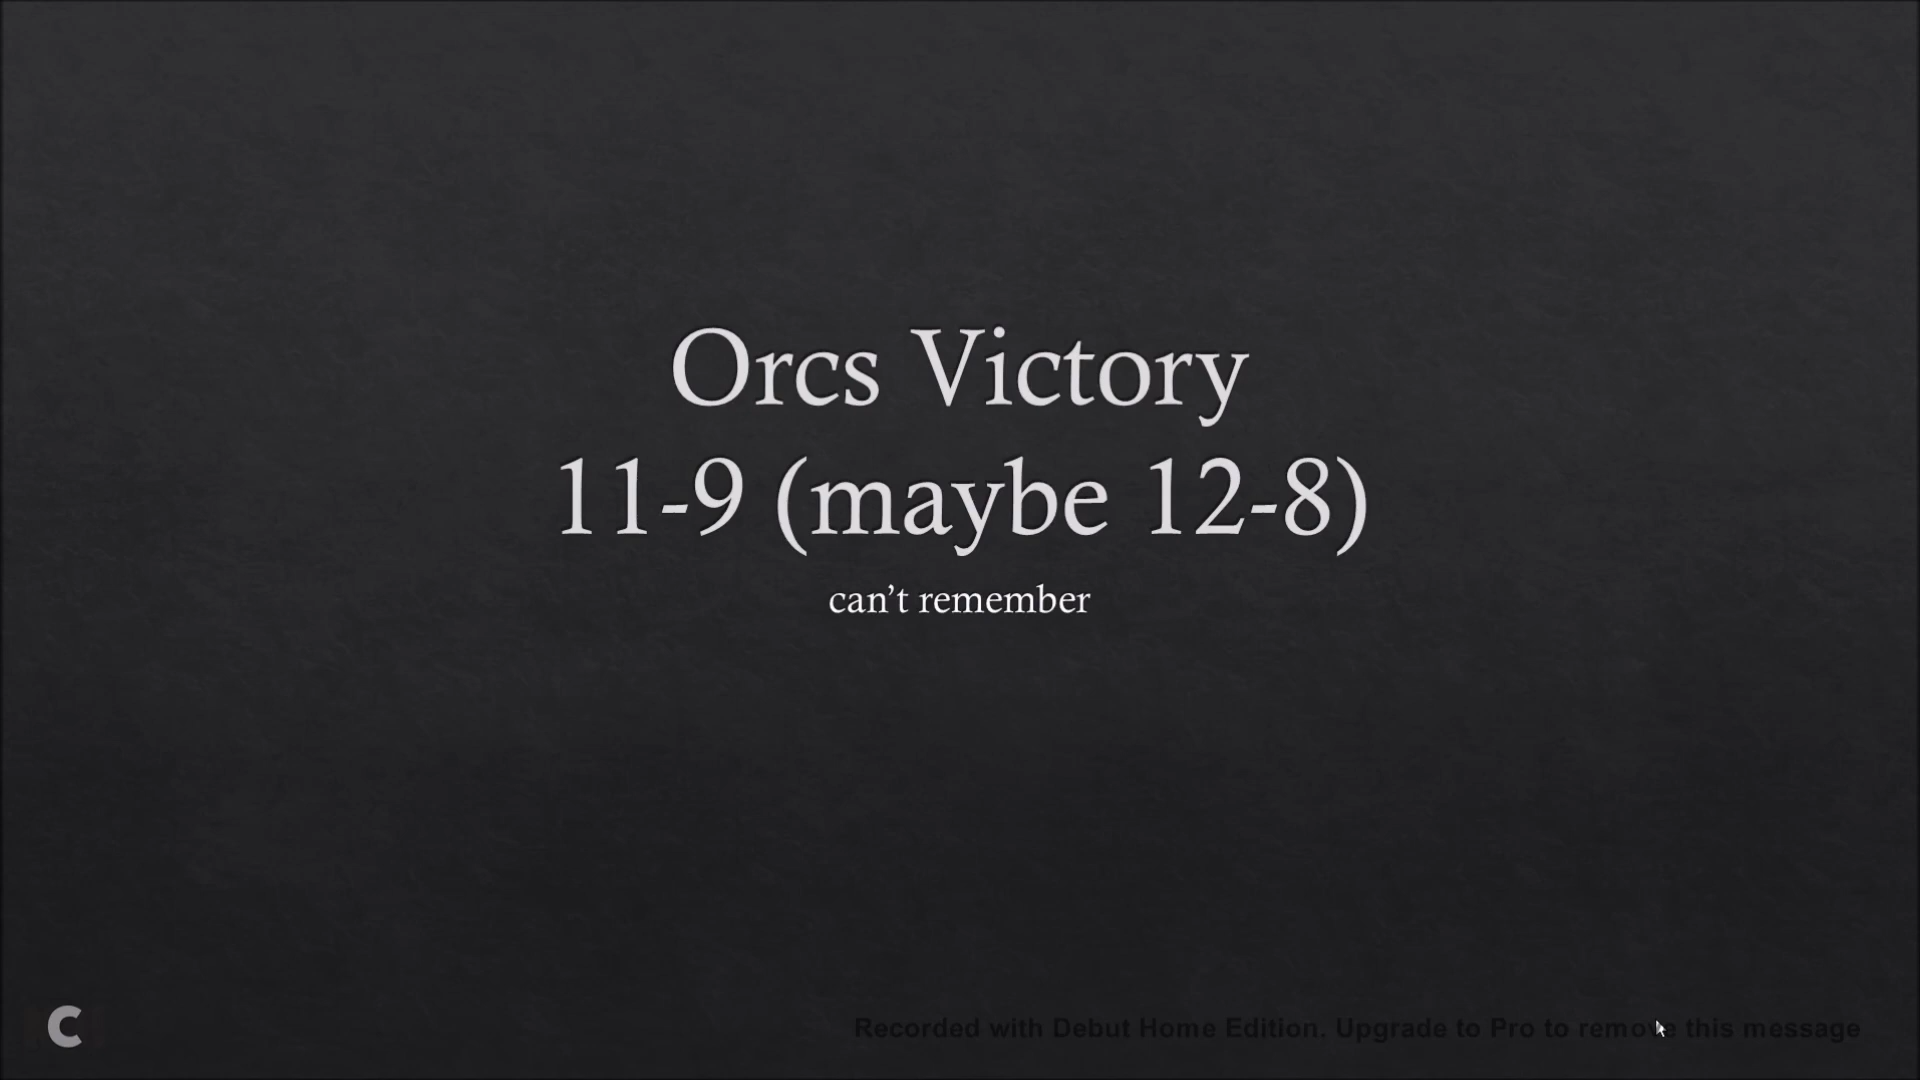 Orcs Victory
11-9 (maybe 12-8)
can’t remember
C
Recorded with Debut Home Edition. Upgrade to Pro to remove this message